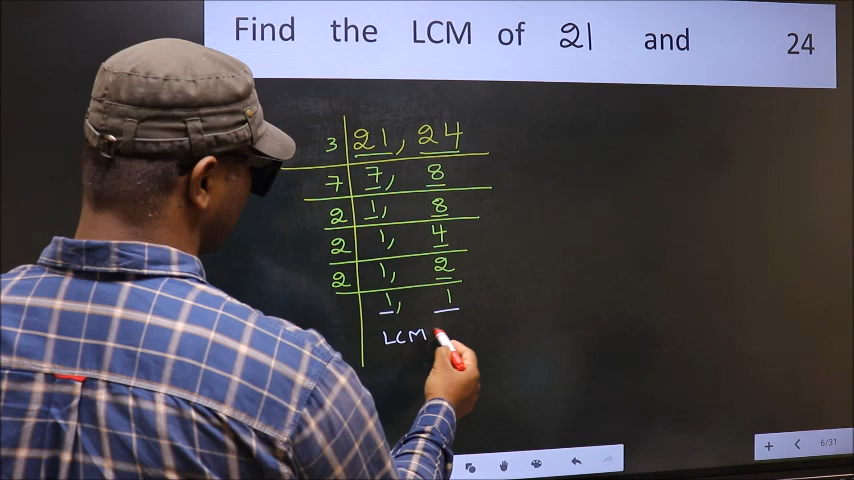 Find the LCM of 21 and 24
3 21, 24
7 7, 8
2 1, 8
2 1, 4
2 1, 2
1, 1
LCM
6/31